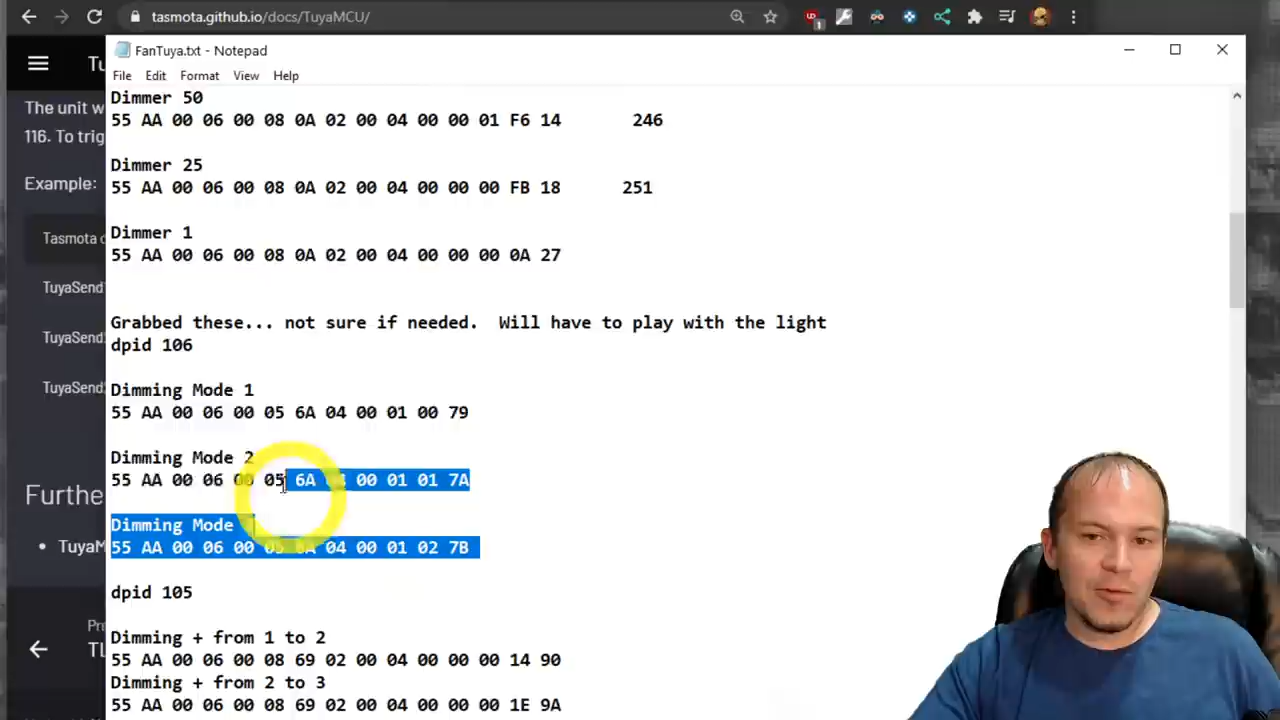 tasmota.github.io/docs/TuyaMCU/
1
FanTuya.txt - Notepad
File Edit Format View Help
Tu
The unit w
116. To trig
Example:
Tasmota c
TuyaSend
TuyaSend
TuyaSend
Furthe
TuyaM
Pre
TL
Dimmer 50
55 AA 00 06 00 08 0A 02 00 04 00 00 01 F6 14 246
Dimmer 25
55 AA 00 06 00 08 0A 02 00 04 00 00 00 FB 18 251
Dimmer 1
55 AA 00 06 00 08 0A 02 00 04 00 00 00 0A 27
Grabbed these... not sure if needed. Will have to play with the light
dpid 106
Dimming Mode 1
55 AA 00 06 00 05 6A 04 00 01 00 79
Dimming Mode 2
55 AA 00 06 00 05 6A 00 01 01 7A
Dimming Mode
55 AA 00 06 00 05 6A 04 00 01 02 7B
dpid 105
Dimming + from 1 to 2
55 AA 00 06 00 08 69 02 00 04 00 00 00 14 90
Dimming + from 2 to 3
55 AA 00 06 00 08 69 02 00 04 00 00 00 1E 9A